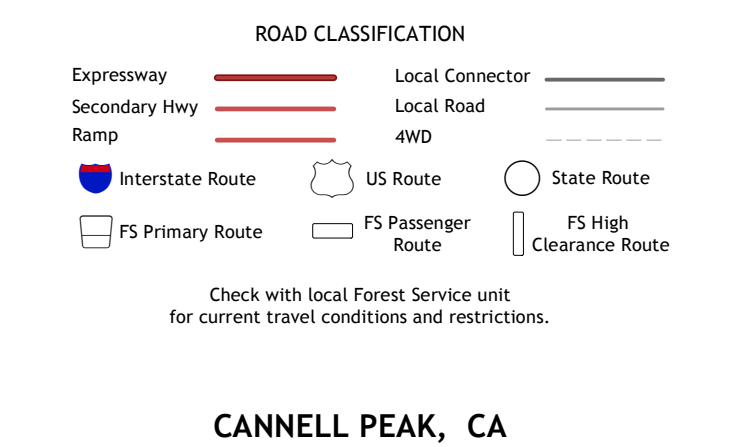 ROAD CLASSIFICATION
Expressway
Local Connector
Secondary Hwy
Local Road
Ramp
4WD
Interstate Route
US Route
State Route
FS Primary Route
FS Passenger
Route
FS High
Clearance Route
Check with local Forest Service unit
for current travel conditions and restrictions.
CANNELL PEAK, CA